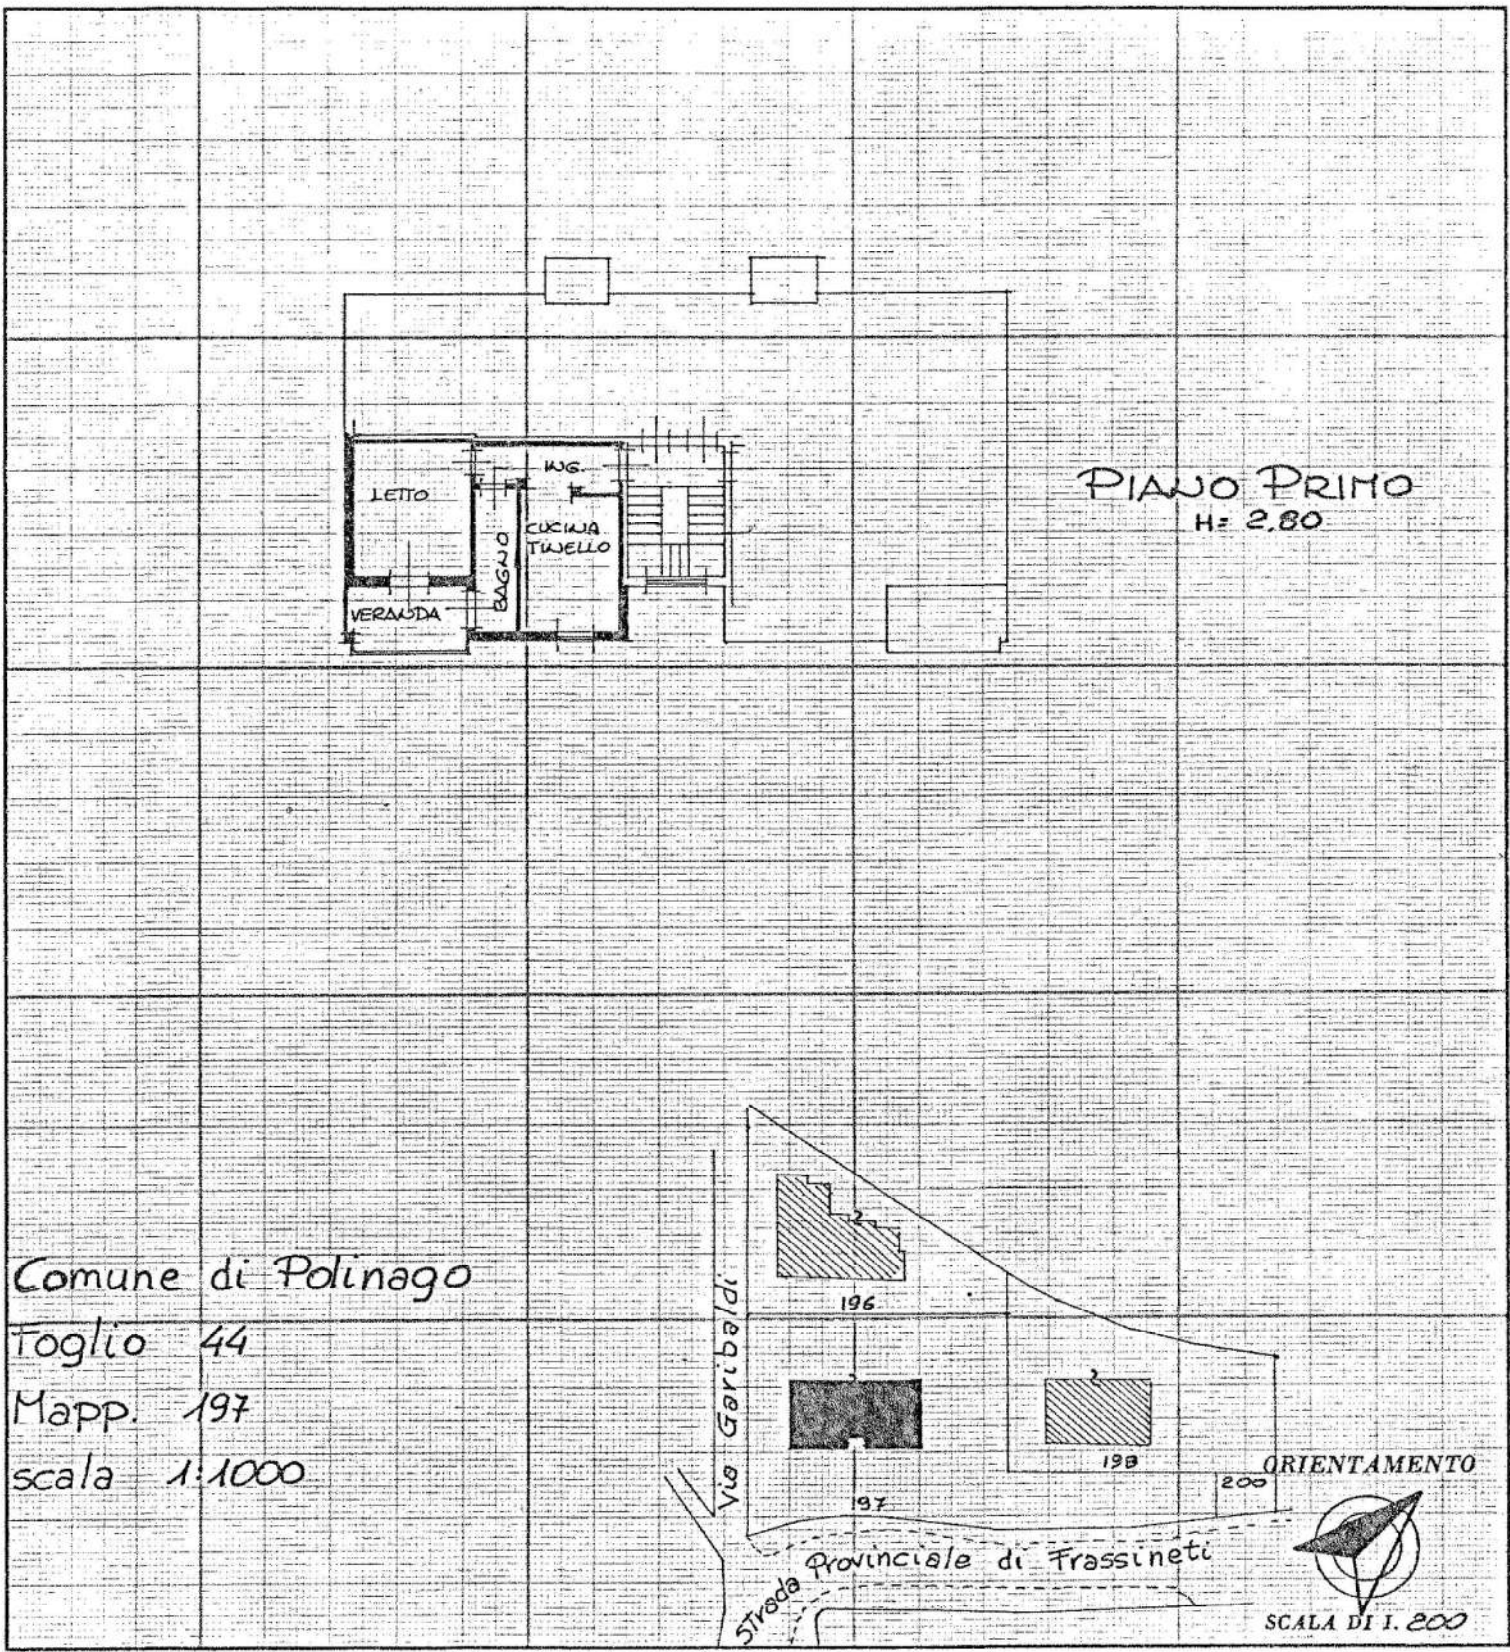 PIANO PRIMO
H= 2,80
ING.
LETTO
CUCINA
TINELLO
BAGNO
VERANDA
Comune di Polinago
Foglio 44
Mapp. 197
scala 1:1000
2
196
Via Garibaldi
2
198
200
197
Strada Provinciale di Frassineti
ORIENTAMENTO
SCALA DI 1. 200